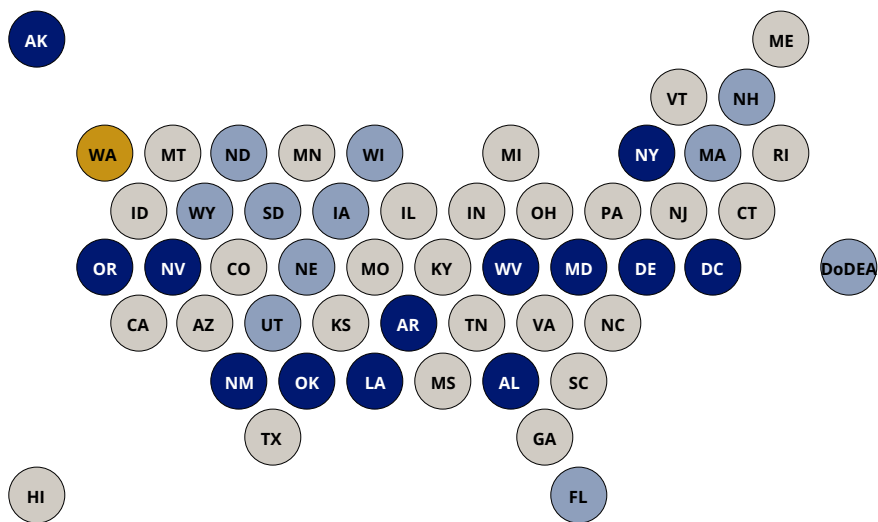 AK ME
VT NH
WA MT ND MN WI MI NY MA RI
ID WY SD IA IL IN OH PA NJ CT
OR NV CO NE MO KY WV MD DE DC DoDEA
CA AZ UT KS AR TN VA NC
NM OK LA MS AL SC
TX GA
HI FL